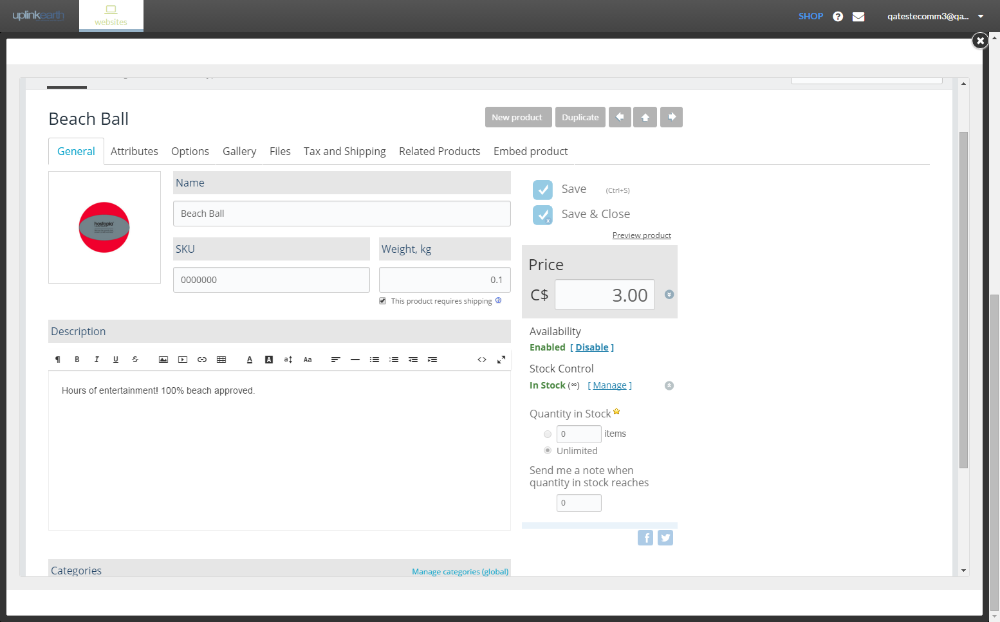 uplinkearth
websites
SHOP
qatestecomm3@qa...
Beach Ball
New product
Duplicate
General
Attributes
Options
Gallery
Files
Tax and Shipping
Related Products
Embed product
hostopia
Name
Beach Ball
SKU
Weight, kg
0000000
0.1
This product requires shipping
Description
¶ B I U S A A a Aa <>
Hours of entertainment! 100% beach approved.
Categories
Manage categories (global)
Save (Ctrl+S)
Save & Close
Preview product
Price
C$ 3.00
Availability
Enabled [ Disable ]
Stock Control
In Stock (∞) [ Manage ]
Quantity in Stock
0 items
Unlimited
Send me a note when
quantity in stock reaches
0